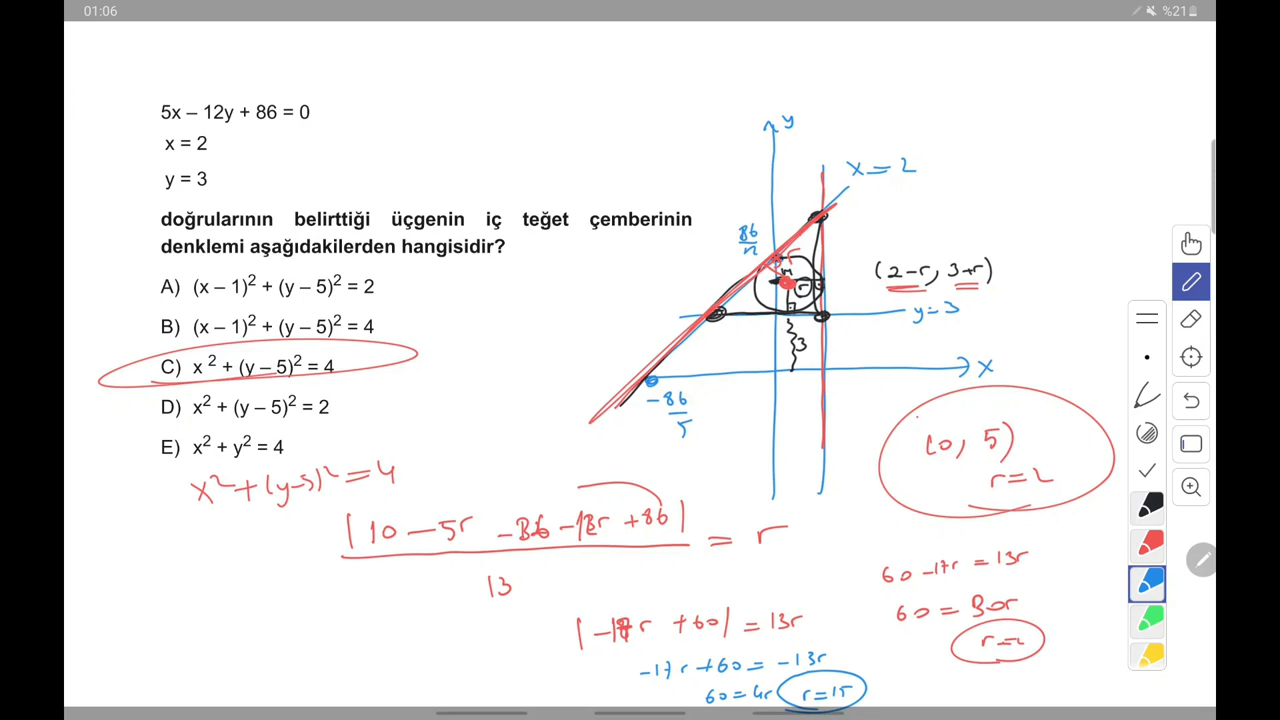 01:06
%21
5x – 12y + 86 = 0
x = 2
y = 3
doğrularının belirttiği üçgenin iç teğet çemberinin
denklemi aşağıdakilerden hangisidir?
A) (x – 1)² + (y – 5)² = 2
B) (x – 1)² + (y – 5)² = 4
C) x² + (y – 5)² = 4
D) x² + (y – 5)² = 2
E) x² + y² = 4
x² + (y–5)² = 4
y
x = 2
r
r
(2–r, 3+r)
y=3
3
x
–86/5
(0, 5)
r=2
|10 – 5r – 36 – 12r + 86| / 13 = r
|–17r + 60| = 13r
–17r + 60 = –13r
60 = 4r r=15
60 – 17r = 13r
60 = 30r
r=2